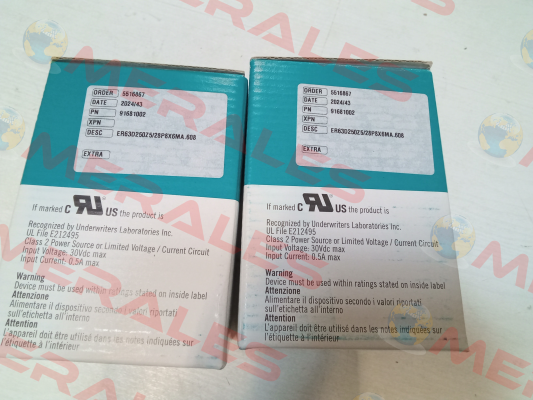 MERALES
ORDER 5516867
DATE 2024/43
PN 91681002
XPN
DESC ER63D250Z5/28P8X6MA.608
EXTRA
If marked C RU US the product is
Recognized by Underwriters Laboratories Inc.
UL File E212495
Class 2 Power Source or Limited Voltage / Current Circuit
Input Voltage: 30Vdc max
Input Current: 0.5A max
Warning
Device must be used within ratings stated on inside label
Attenzione
Alimentare il dispositivo secondo i valori riportati
sull'etichetta all'interno
Attention
L'appareil doit être utilisé dans les notes indiquées sur
l'étiquette à l'intérieur
ORDER 5516867
DATE 2024/43
PN 91681002
XPN
DESC ER63D250Z5/28P8X6MA.608
EXTRA
If marked C RU US the product is
Recognized by Underwriters Laboratories Inc.
UL File E212495
Class 2 Power Source or Limited Voltage / Current Circuit
Input Voltage: 30Vdc max
Input Current: 0.5A max
Warning
Device must be used within ratings stated on inside label
Attenzione
Alimentare il dispositivo secondo i valori riportati
sull'etichetta all'interno
Attention
L'appareil doit être utilisé dans les notes indiquées sur
l'étiquette à l'intérieur